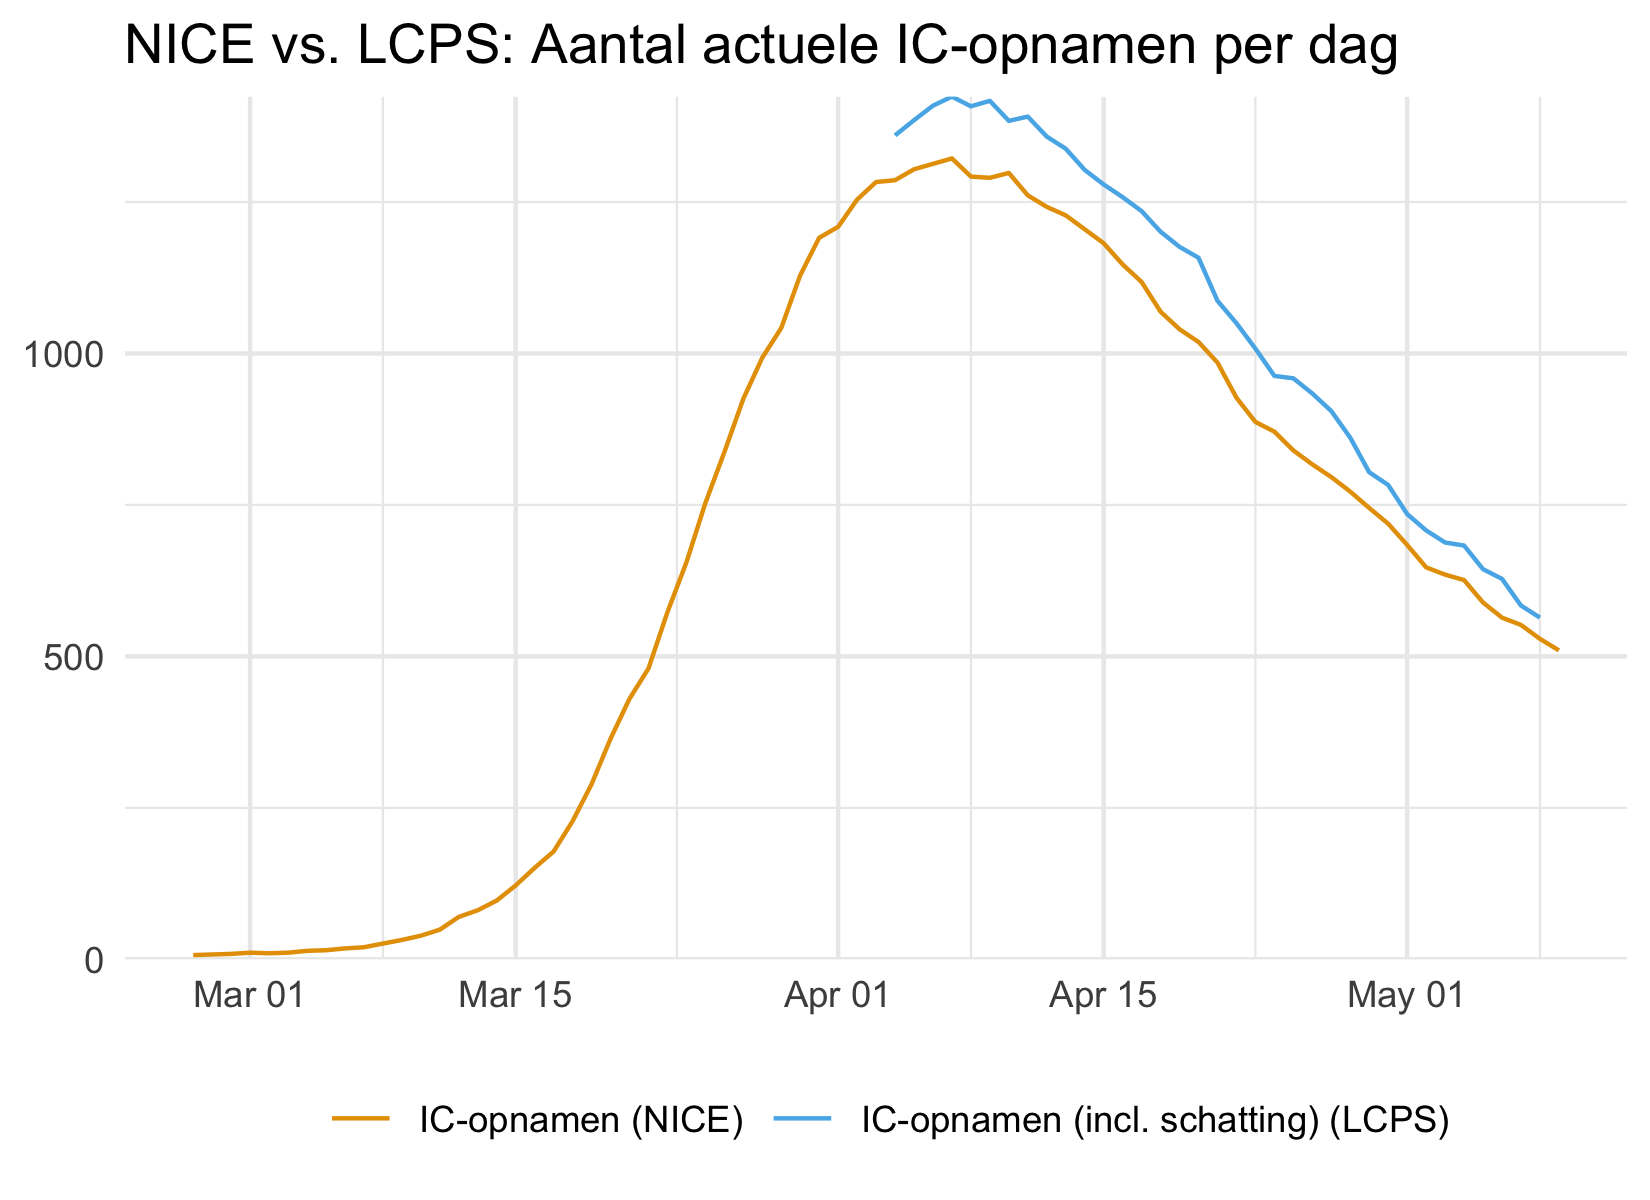 NICE vs. LCPS: Aantal actuele IC-opnamen per dag
1000
500
0
Mar 01 Mar 15 Apr 01 Apr 15 May 01
IC-opnamen (NICE) IC-opnamen (incl. schatting) (LCPS)